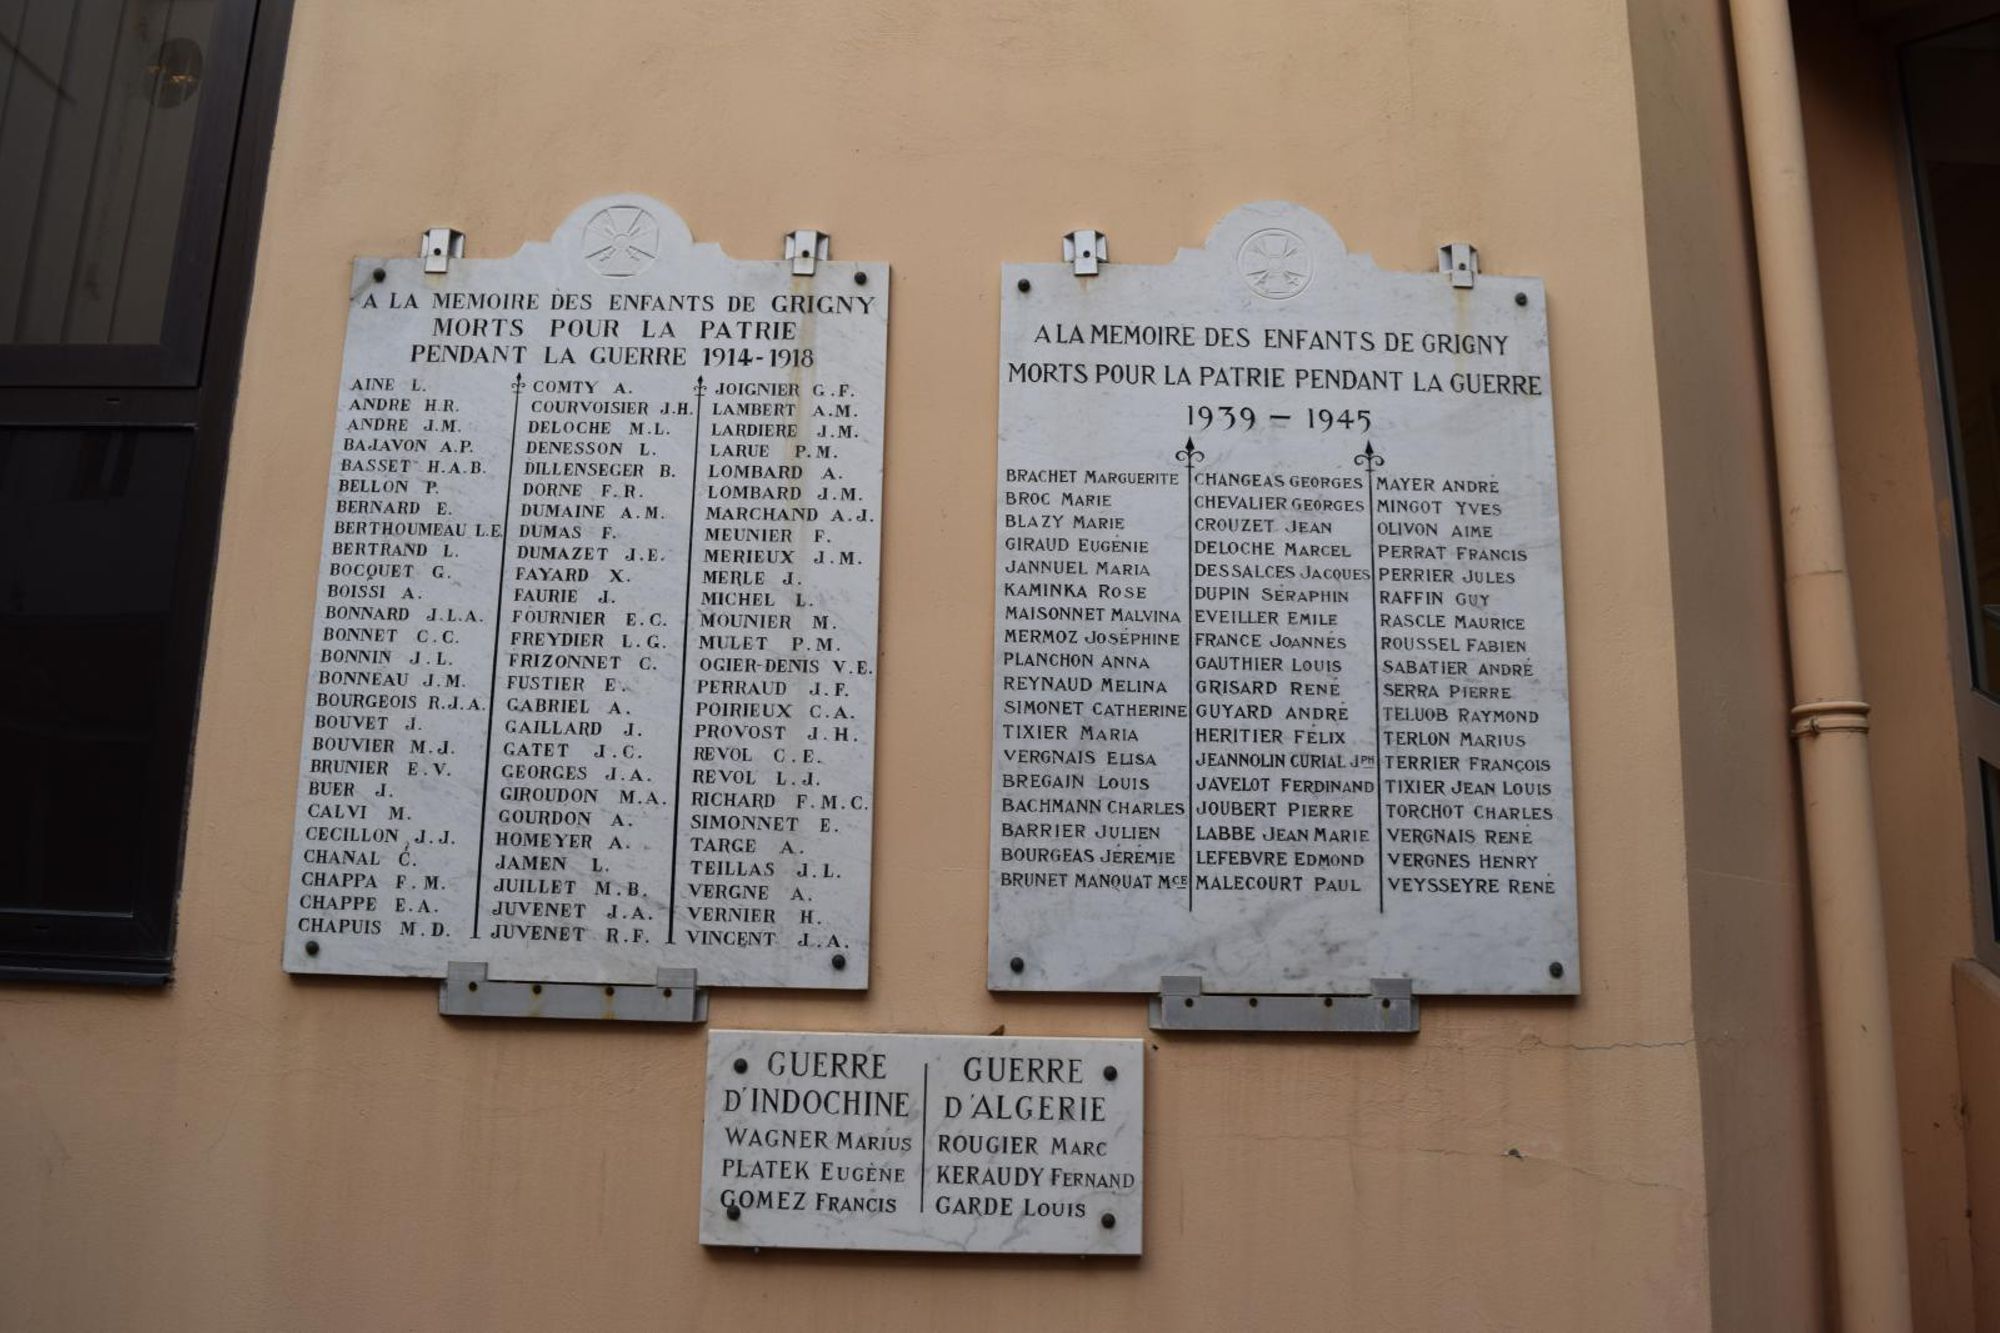 A LA MEMOIRE DES ENFANTS DE GRIGNY
MORTS POUR LA PATRIE
PENDANT LA GUERRE 1914-1918
AINE L.
ANDRE H.R.
ANDRE J.M.
BAJAVON A.P.
BASSET H.A.B.
BELLON P.
BERNARD E.
BERTHOUMEAU L.E.
BERTRAND L.
BOCQUET G.
BOISSI A.
BONNARD J.L.A.
BONNET C.C.
BONNIN J.L.
BONNEAU J.M.
BOURGEOIS R.J.A.
BOUVET J.
BOUVIER M.J.
BRUNIER E.V.
BUER J.
CALVI M.
CECILLON J.J.
CHANAL C.
CHAPPA F.M.
CHAPPE E.A.
CHAPUIS M.D.
COMTY A.
COURVOISIER J.H.
DELOCHE M.L.
DENESSON L.
DILLENSEGER B.
DORNE F.R.
DUMAINE A.M.
DUMAS F.
DUMAZET J.E.
FAYARD X.
FAURIE J.
FOURNIER E.C.
FREYDIER L.G.
FRIZONNET C.
FUSTIER E.
GABRIEL A.
GAILLARD J.
GATET J.C.
GEORGES J.A.
GIROUDON M.A.
GOURDON A.
HOMEYER A.
JAMEN L.
JUILLET M.B.
JUVENET J.A.
JUVENET R.F.
JOIGNIER G.F.
LAMBERT A.M.
LARDIERE J.M.
LARUE P.M.
LOMBARD A.
LOMBARD J.M.
MARCHAND A.J.
MEUNIER F.
MERIEUX J.M.
MERLE J.
MICHEL L.
MOUNIER M.
MULET P.M.
OGIER-DENIS V.E.
PERRAUD J.F.
POIRIEUX C.A.
PROVOST J.H.
REVOL C.E.
REVOL L.J.
RICHARD F.M.C.
SIMONNET E.
TARGE A.
TEILLAS J.L.
VERGNE A.
VERNIER H.
VINCENT J.A.
A LA MEMOIRE DES ENFANTS DE GRIGNY
MORTS POUR LA PATRIE PENDANT LA GUERRE
1939 - 1945
BRACHET MARGUERITE
BROC MARIE
BLAZY MARIE
GIRAUD EUGÉNIE
JANNUEL MARIA
KAMINKA ROSE
MAISONNET MALVINA
MERMOZ JOSÉPHINE
PLANCHON ANNA
REYNAUD MELINA
SIMONET CATHERINE
TIXIER MARIA
VERGNAIS ELISA
BREGAIN LOUIS
BACHMANN CHARLES
BARRIER JULIEN
BOURGEAS JÉRÉMIE
BRUNET MANQUAT MCE
CHANGEAS GEORGES
CHEVALIER GEORGES
CROUZET JEAN
DELOCHE MARCEL
DESSALCES JACQUES
DUPIN SÉRAPHIN
EVEILLER EMILE
FRANCE JOANNÉS
GAUTHIER LOUIS
GRISARD RENÉ
GUYARD ANDRÉ
HERITIER FÉLIX
JEANNOLIN CURIAL JPH
JAVELOT FERDINAND
JOUBERT PIERRE
LABBE JEAN MARIE
LEFEBVRE EDMOND
MALECOURT PAUL
MAYER ANDRÉ
MINGOT YVES
OLIVON AIME
PERRAT FRANCIS
PERRIER JULES
RAFFIN GUY
RASCLE MAURICE
ROUSSEL FABIEN
SABATIER ANDRÉ
SERRA PIERRE
TELUOB RAYMOND
TERLON MARIUS
TERRIER FRANÇOIS
TIXIER JEAN LOUIS
TORCHOT CHARLES
VERGNAIS RENÉ
VERGNES HENRY
VEYSSEYRE RENÉ
GUERRE
D'INDOCHINE
WAGNER MARIUS
PLATEK EUGÈNE
GOMEZ FRANCIS
GUERRE
D'ALGERIE
ROUGIER MARC
KERAUDY FERNAND
GARDE LOUIS